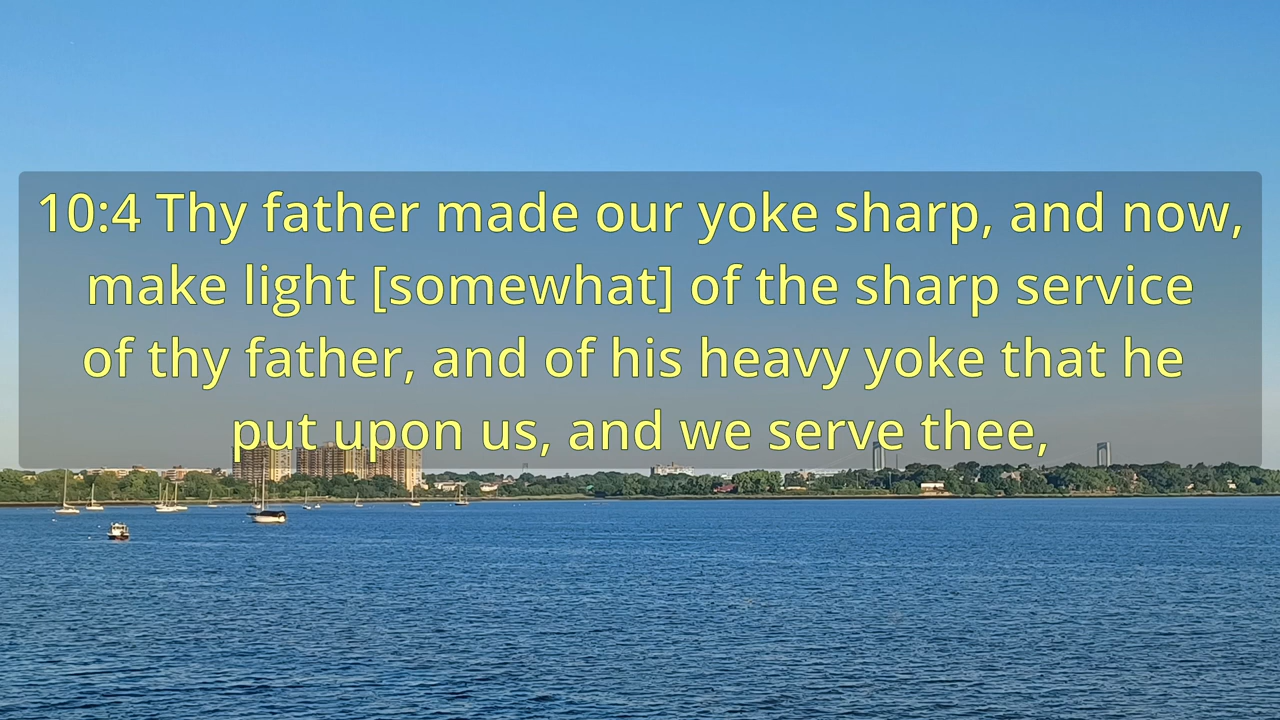 10:4 Thy father made our yoke sharp, and now,
make light [somewhat] of the sharp service
of thy father, and of his heavy yoke that he
put upon us, and we serve thee,